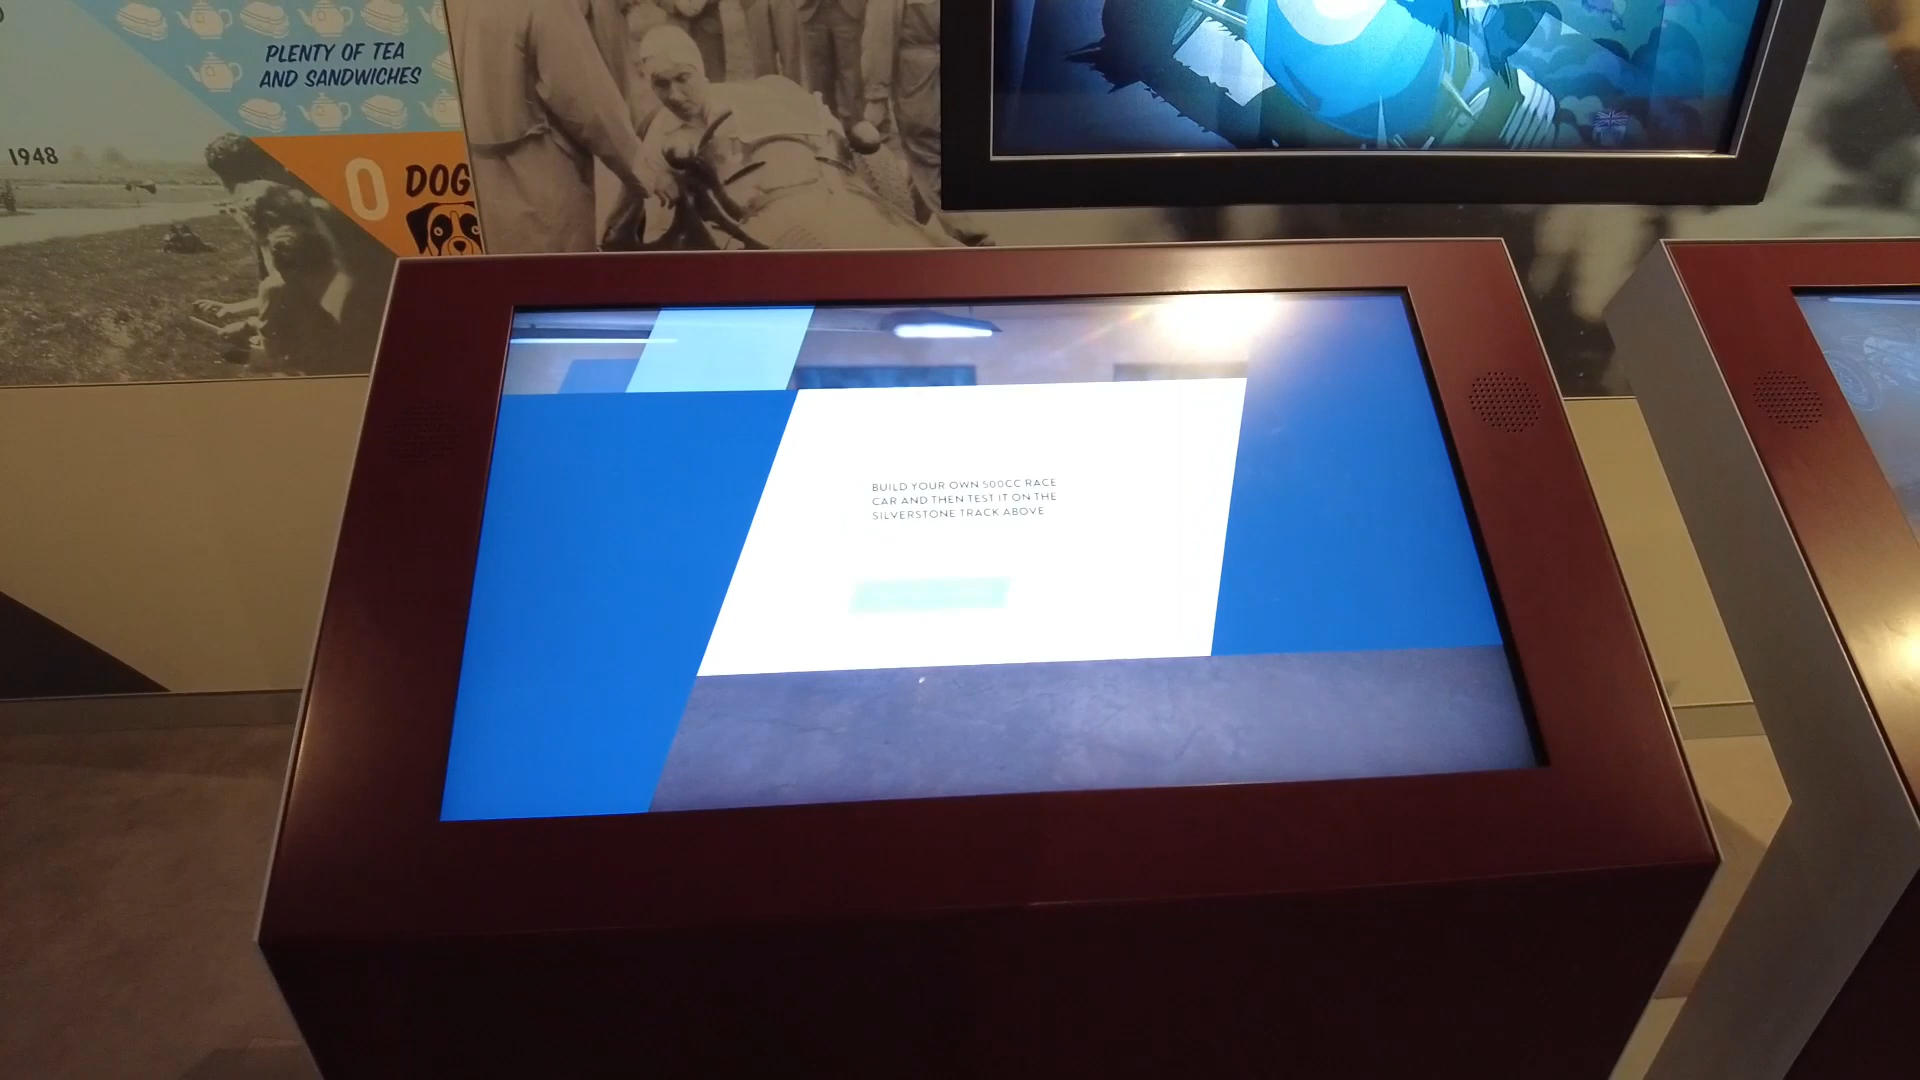 PLENTY OF TEA
AND SANDWICHES
1948
0 DOG
BUILD YOUR OWN 500CC RACE
CAR AND THEN TEST IT ON THE
SILVERSTONE TRACK ABOVE